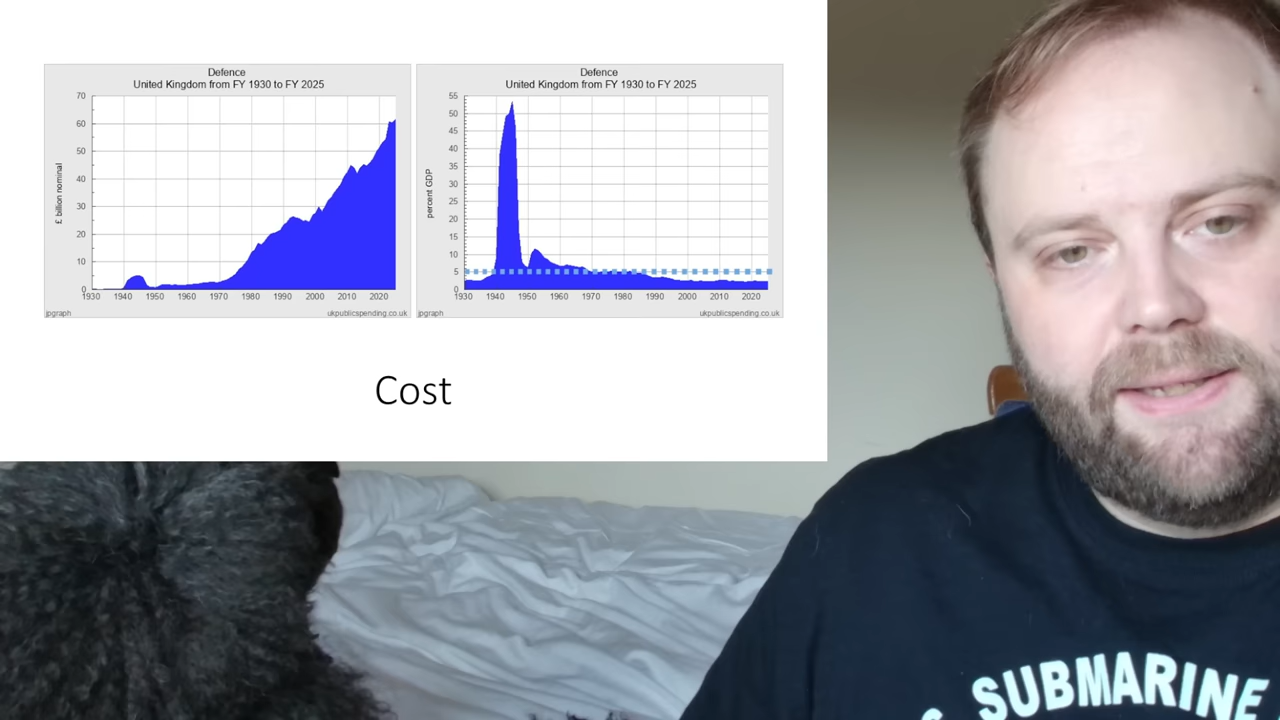 Defence
United Kingdom from FY 1930 to FY 2025
70
60
50
40
30
20
10
0
£ billion nominal
1930 1940 1950 1960 1970 1980 1990 2000 2010 2020
jpgraph
ukpublicspending.co.uk
Defence
United Kingdom from FY 1930 to FY 2025
55
50
45
40
35
30
25
20
15
10
5
0
percent GDP
1930 1940 1950 1960 1970 1980 1990 2000 2010 2020
jpgraph
ukpublicspending.co.uk
Cost
SUBMARINE